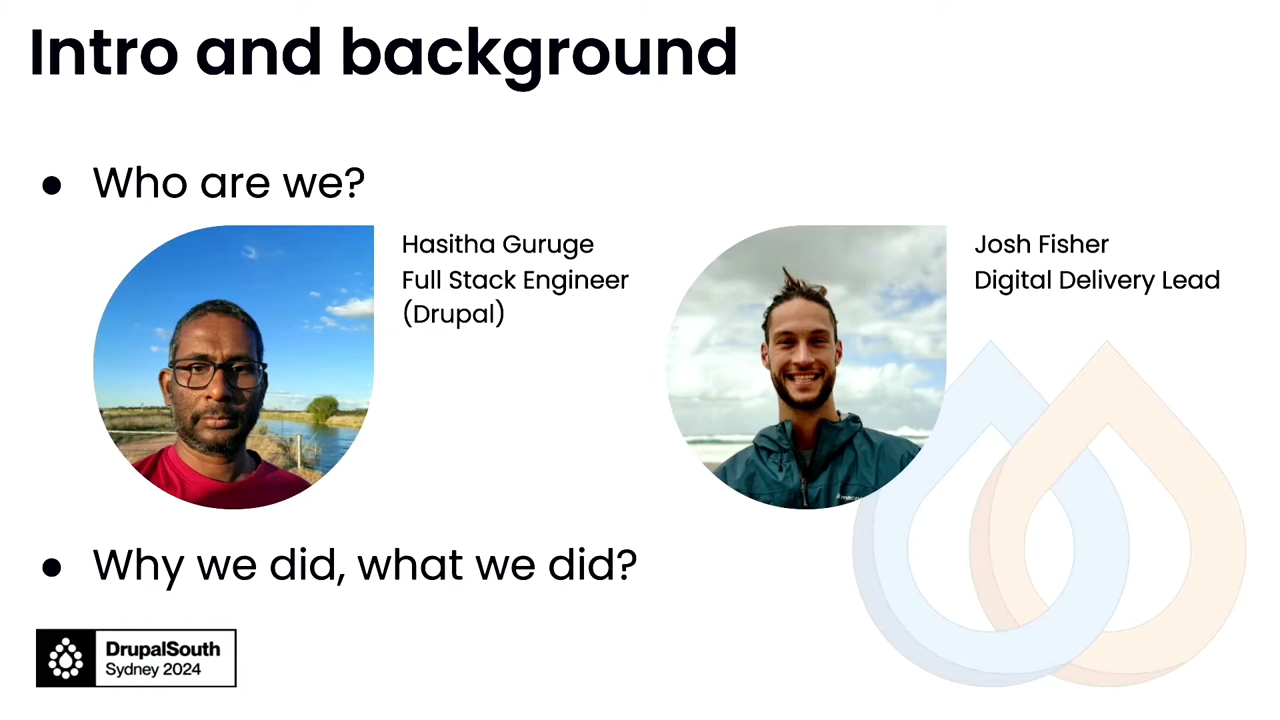 Intro and background
● Who are we?
Hasitha Guruge
Full Stack Engineer
(Drupal)
Josh Fisher
Digital Delivery Lead
● Why we did, what we did?
DrupalSouth
Sydney 2024